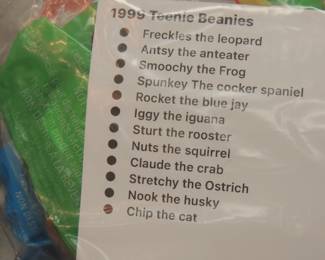 1999 Teenie Beanies
Freckles the leopard
Antsy the anteater
Smoochy the Frog
Spunkey The cocker spaniel
Rocket the blue jay
Iggy the iguana
Sturt the rooster
Nuts the squirrel
Claude the crab
Stretchy the Ostrich
Nook the husky
Chip the cat